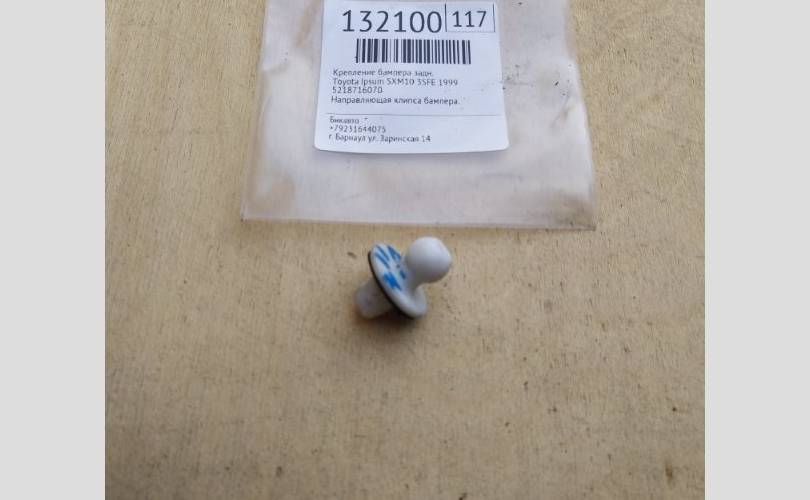 132100 117
Крепление бампера задн.
Toyota Ipsum SXM10 3SFE 1999
5218716070
Направляющая клипса бампера.
Бикавто
+79231644075
г. Барнаул ул. Заринская 14